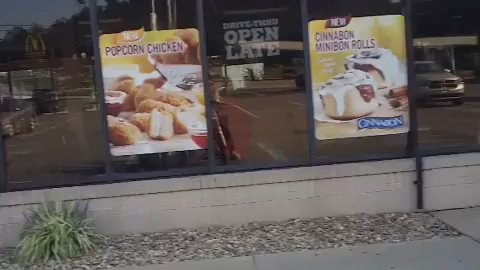 NEW
POPCORN CHICKEN
DRIVE-THRU
OPEN
LATE
NEW
CINNABON
MINIBON ROLLS
CINNABON